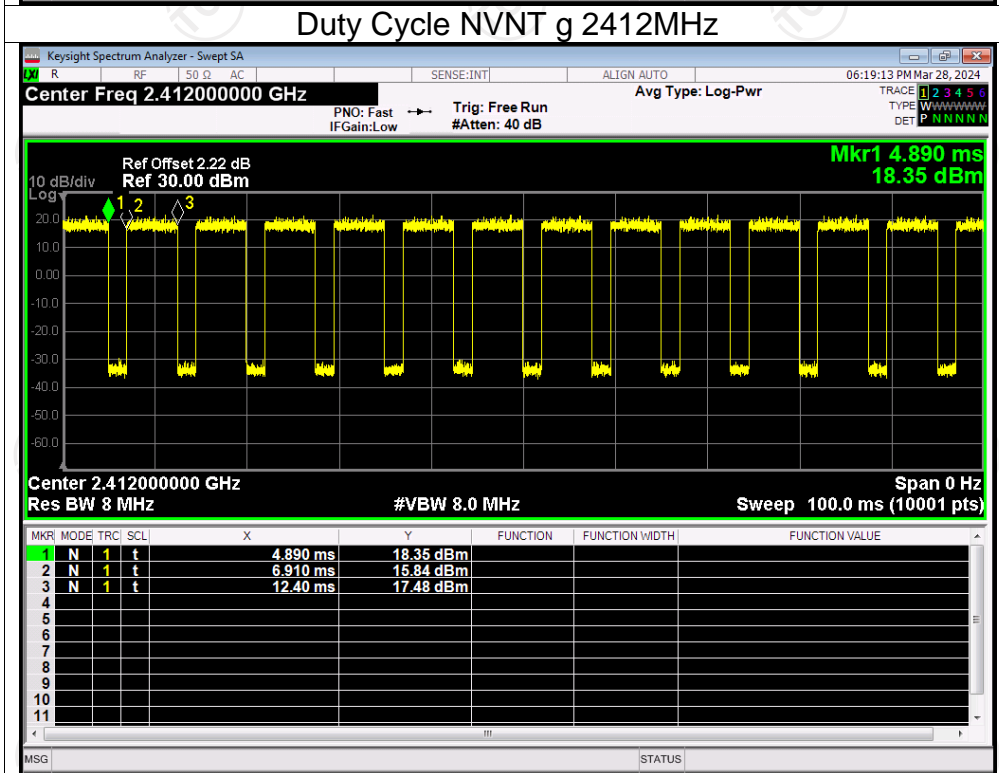 Duty Cycle NVNT g 2412MHz
Keysight Spectrum Analyzer - Swept SA
LXI R RF 50 Ω AC SENSE:INT ALIGN AUTO 06:19:13 PM Mar 28, 2024
Center Freq 2.412000000 GHz Avg Type: Log-Pwr TRACE 1 2 3 4 5 6
PNO: Fast Trig: Free Run TYPE WWWWWW
IFGain:Low #Atten: 40 dB DET P N N N N N
Mkr1 4.890 ms
18.35 dBm
Ref Offset 2.22 dB
10 dB/div Ref 30.00 dBm
Log
1 2 3
20.0
10.0
0.00
-10.0
-20.0
-30.0
-40.0
-50.0
-60.0
Center 2.412000000 GHz Span 0 Hz
Res BW 8 MHz #VBW 8.0 MHz Sweep 100.0 ms (10001 pts)
MKR MODE TRC SCL X Y FUNCTION FUNCTION WIDTH FUNCTION VALUE
1 N 1 t 4.890 ms 18.35 dBm
2 N 1 t 6.910 ms 15.84 dBm
3 N 1 t 12.40 ms 17.48 dBm
4
5
6
7
8
9
10
11
MSG STATUS